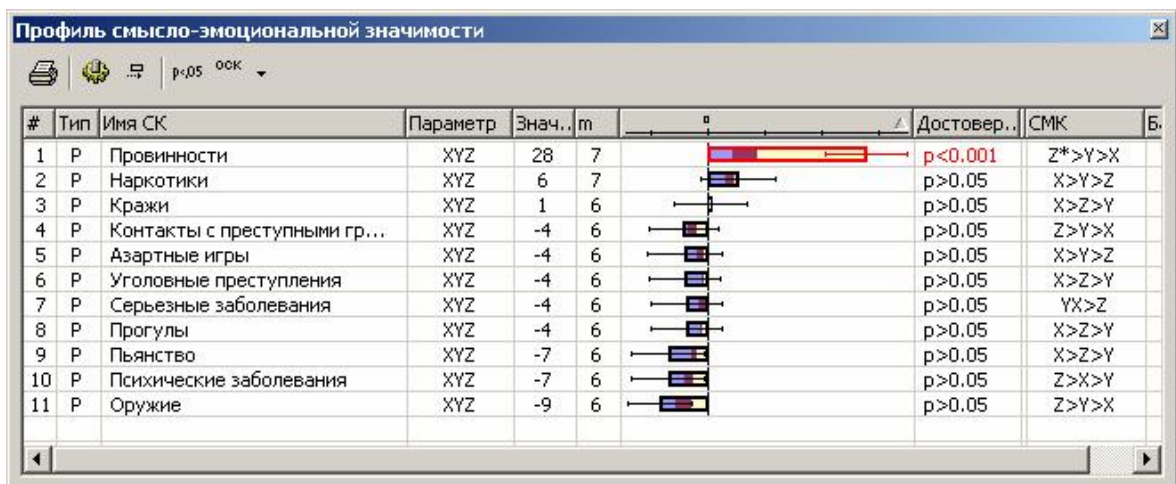 Профиль смысло-эмоциональной значимости
p<,05 ОСК
# Тип Имя СК Параметр Знач.. m 0 Достовер.. СМК Б.
1 Р Провинности XYZ 28 7 p<0.001 Z*>Y>X
2 Р Наркотики XYZ 6 7 p>0.05 X>Y>Z
3 Р Кражи XYZ 1 6 p>0.05 X>Z>Y
4 Р Контакты с преступными гр... XYZ -4 6 p>0.05 Z>Y>X
5 Р Азартные игры XYZ -4 6 p>0.05 X>Y>Z
6 Р Уголовные преступления XYZ -4 6 p>0.05 X>Z>Y
7 Р Серьезные заболевания XYZ -4 6 p>0.05 YX>Z
8 Р Прогулы XYZ -4 6 p>0.05 X>Z>Y
9 Р Пьянство XYZ -7 6 p>0.05 X>Z>Y
10 Р Психические заболевания XYZ -7 6 p>0.05 Z>X>Y
11 Р Оружие XYZ -9 6 p>0.05 Z>Y>X